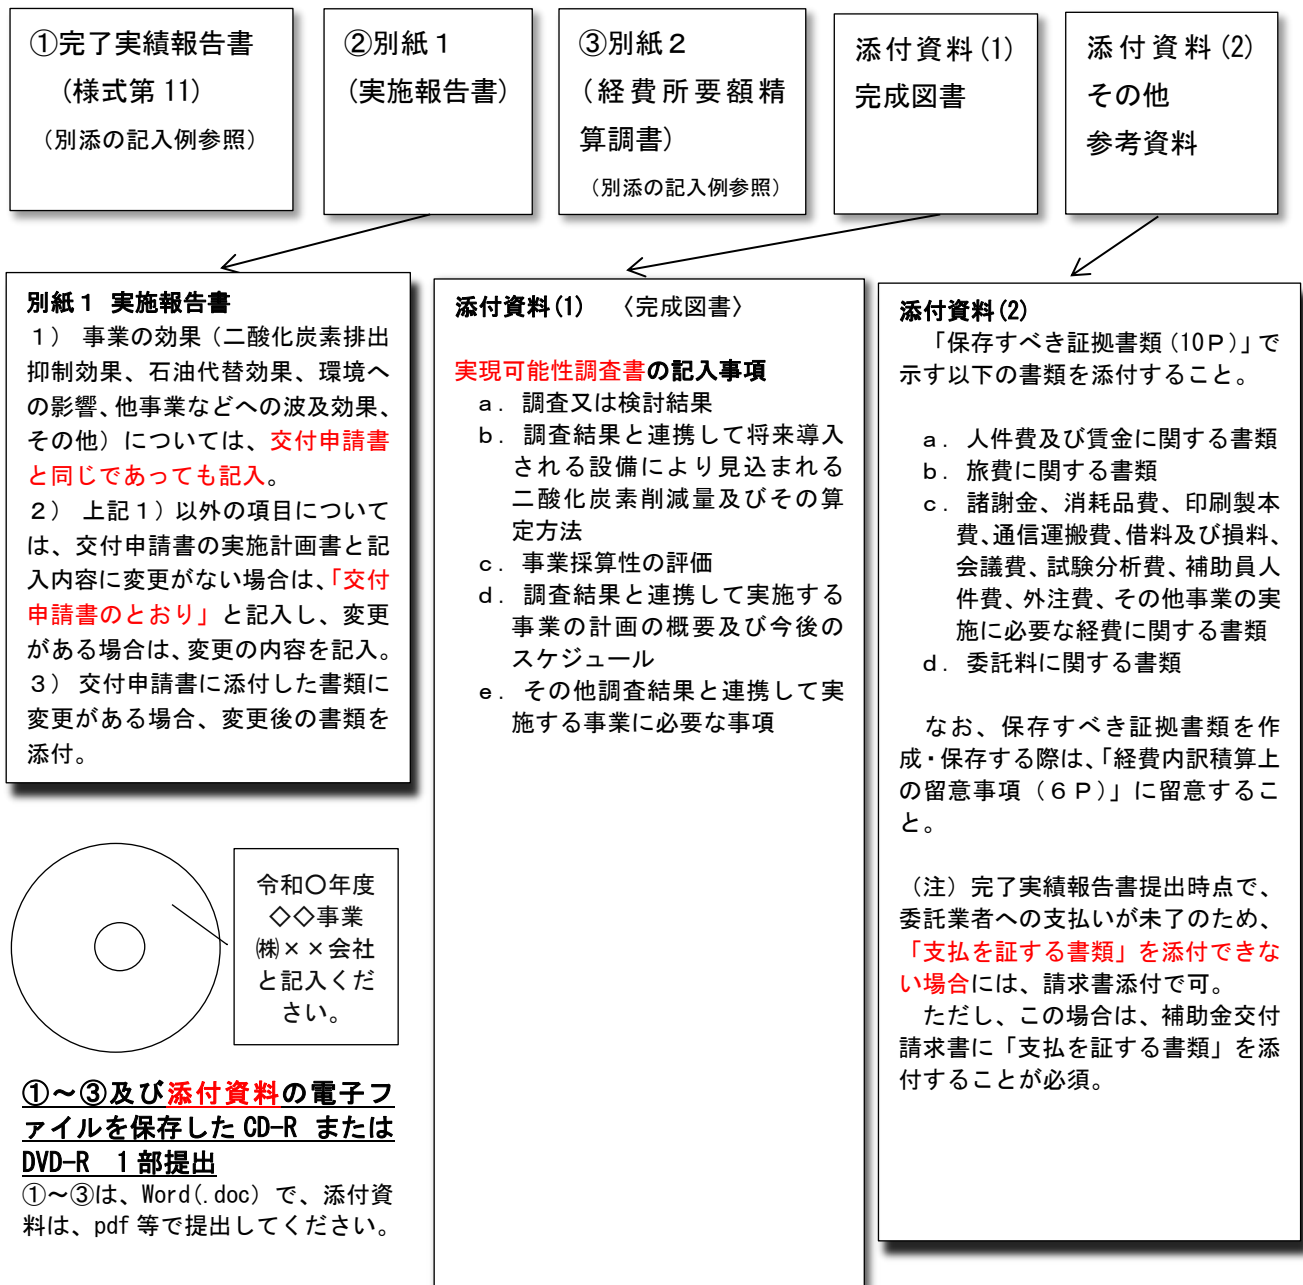 ①完了実績報告書
(様式第 11)
(別添の記入例参照)
②別紙１
(実施報告書)
③別紙２
(経費所要額精
算調書)
(別添の記入例参照)
添付資料(1)
完成図書
添付資料(2)
その他
参考資料
別紙１ 実施報告書
１） 事業の効果（二酸化炭素排出
抑制効果、石油代替効果、環境へ
の影響、他事業などへの波及効果、
その他）については、交付申請書
と同じであっても記入。
２） 上記１）以外の項目について
は、交付申請書の実施計画書と記
入内容に変更がない場合は、「交付
申請書のとおり」と記入し、変更
がある場合は、変更の内容を記入。
３） 交付申請書に添付した書類に
変更がある場合、変更後の書類を
添付。
令和〇年度
◇◇事業
㈱××会社
と記入くだ
さい。
①～③及び添付資料の電子フ
ァイルを保存した CD-R または
DVD-R １部提出
①～③は、Word(.doc) で、添付資
料は、pdf 等で提出してください。
添付資料(1) 〈完成図書〉
実現可能性調査書の記入事項
ａ．調査又は検討結果
ｂ．調査結果と連携して将来導入
される設備により見込まれる
二酸化炭素削減量及びその算
定方法
ｃ．事業採算性の評価
ｄ．調査結果と連携して実施する
事業の計画の概要及び今後の
スケジュール
ｅ．その他調査結果と連携して実
施する事業に必要な事項
添付資料(2)
「保存すべき証拠書類(10Ｐ)」で
示す以下の書類を添付すること。
ａ．人件費及び賃金に関する書類
ｂ．旅費に関する書類
ｃ．諸謝金、消耗品費、印刷製本
費、通信運搬費、借料及び損料、
会議費、試験分析費、補助員人
件費、外注費、その他事業の実
施に必要な経費に関する書類
ｄ．委託料に関する書類
なお、保存すべき証拠書類を作
成・保存する際は、「経費内訳積算上
の留意事項（６Ｐ）」に留意するこ
と。
（注）完了実績報告書提出時点で、
委託業者への支払いが未了のため、
「支払を証する書類」を添付できな
い場合には、請求書添付で可。
ただし、この場合は、補助金交付
請求書に「支払を証する書類」を添
付することが必須。